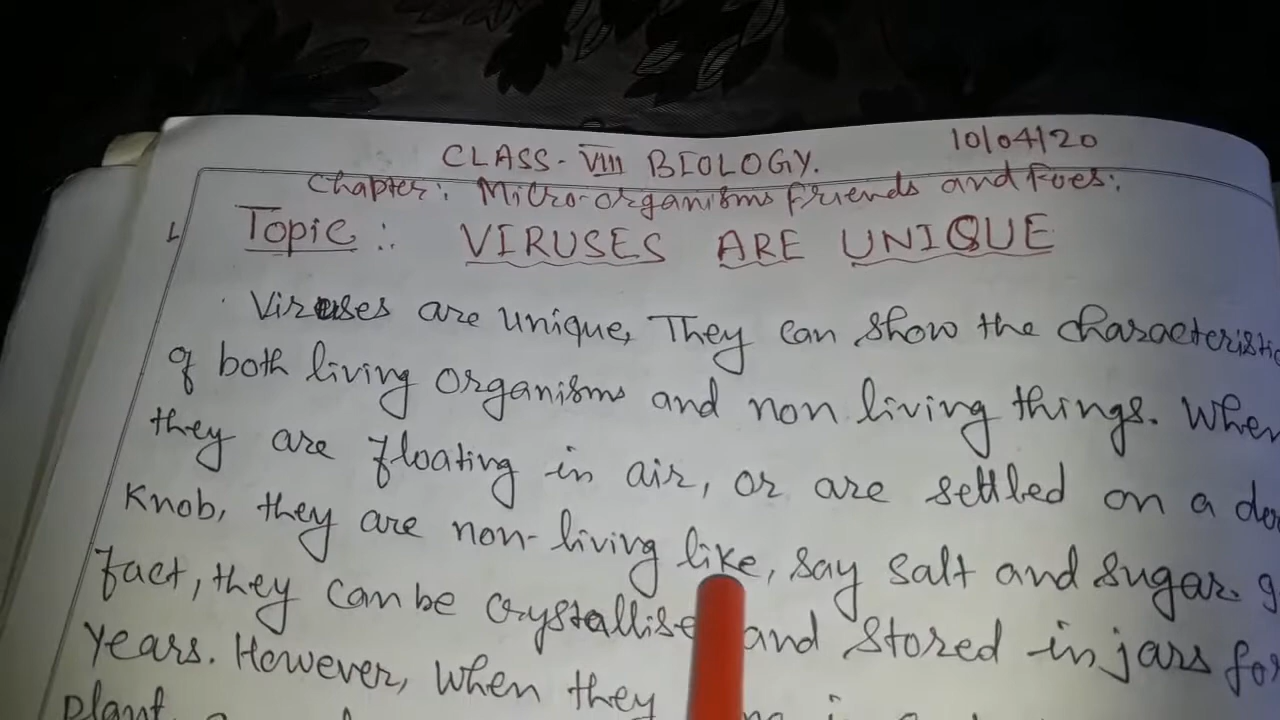 10/04/20
CLASS- VIII BIOLOGY.
Chapter: Micro-organisms friends and Foes:
Topic: VIRUSES ARE UNIQUE
Viruses are unique, They can show the characteristic
of both living organisms and non living things. When
they are floating in air, or are settled on a
Knob, they are non-living like, say salt and sugar.
fact, they can be crystallise and stored in jars for
years. However, when they
plant